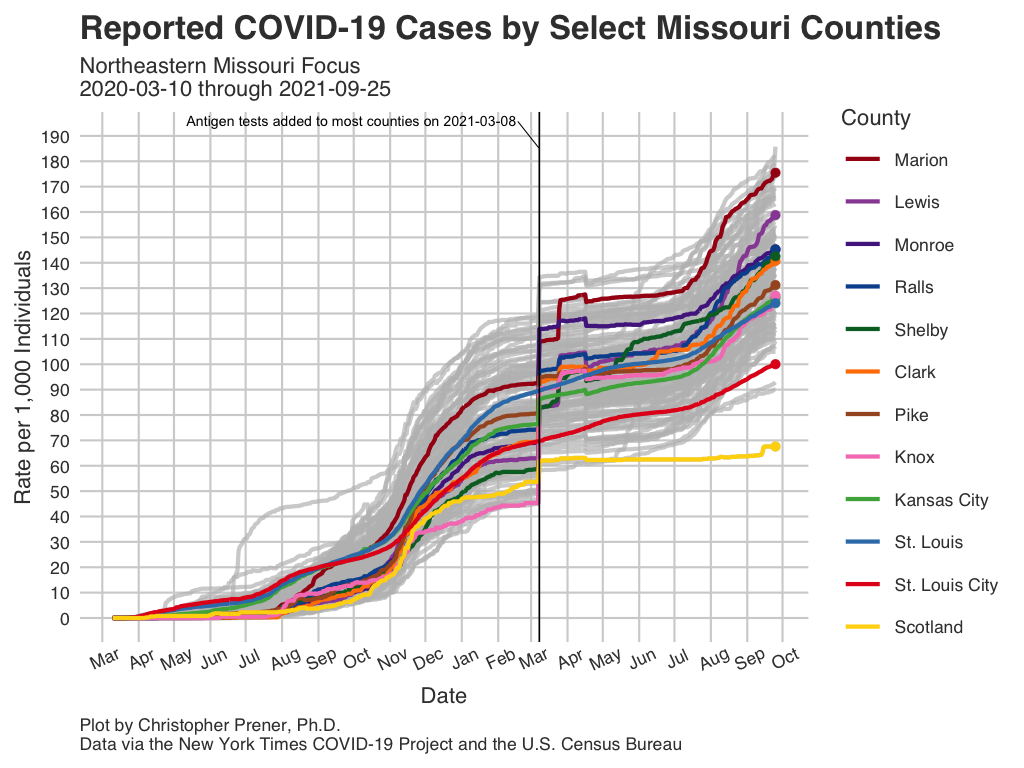 Reported COVID-19 Cases by Select Missouri Counties
Northeastern Missouri Focus
2020-03-10 through 2021-09-25
Antigen tests added to most counties on 2021-03-08
Rate per 1,000 Individuals
190
180
170
160
150
140
130
120
110
100
90
80
70
60
50
40
30
20
10
0
Mar Apr May Jun Jul Aug Sep Oct Nov Dec Jan Feb Mar Apr May Jun Jul Aug Sep Oct
Date
County
Marion
Lewis
Monroe
Ralls
Shelby
Clark
Pike
Knox
Kansas City
St. Louis
St. Louis City
Scotland
Plot by Christopher Prener, Ph.D.
Data via the New York Times COVID-19 Project and the U.S. Census Bureau